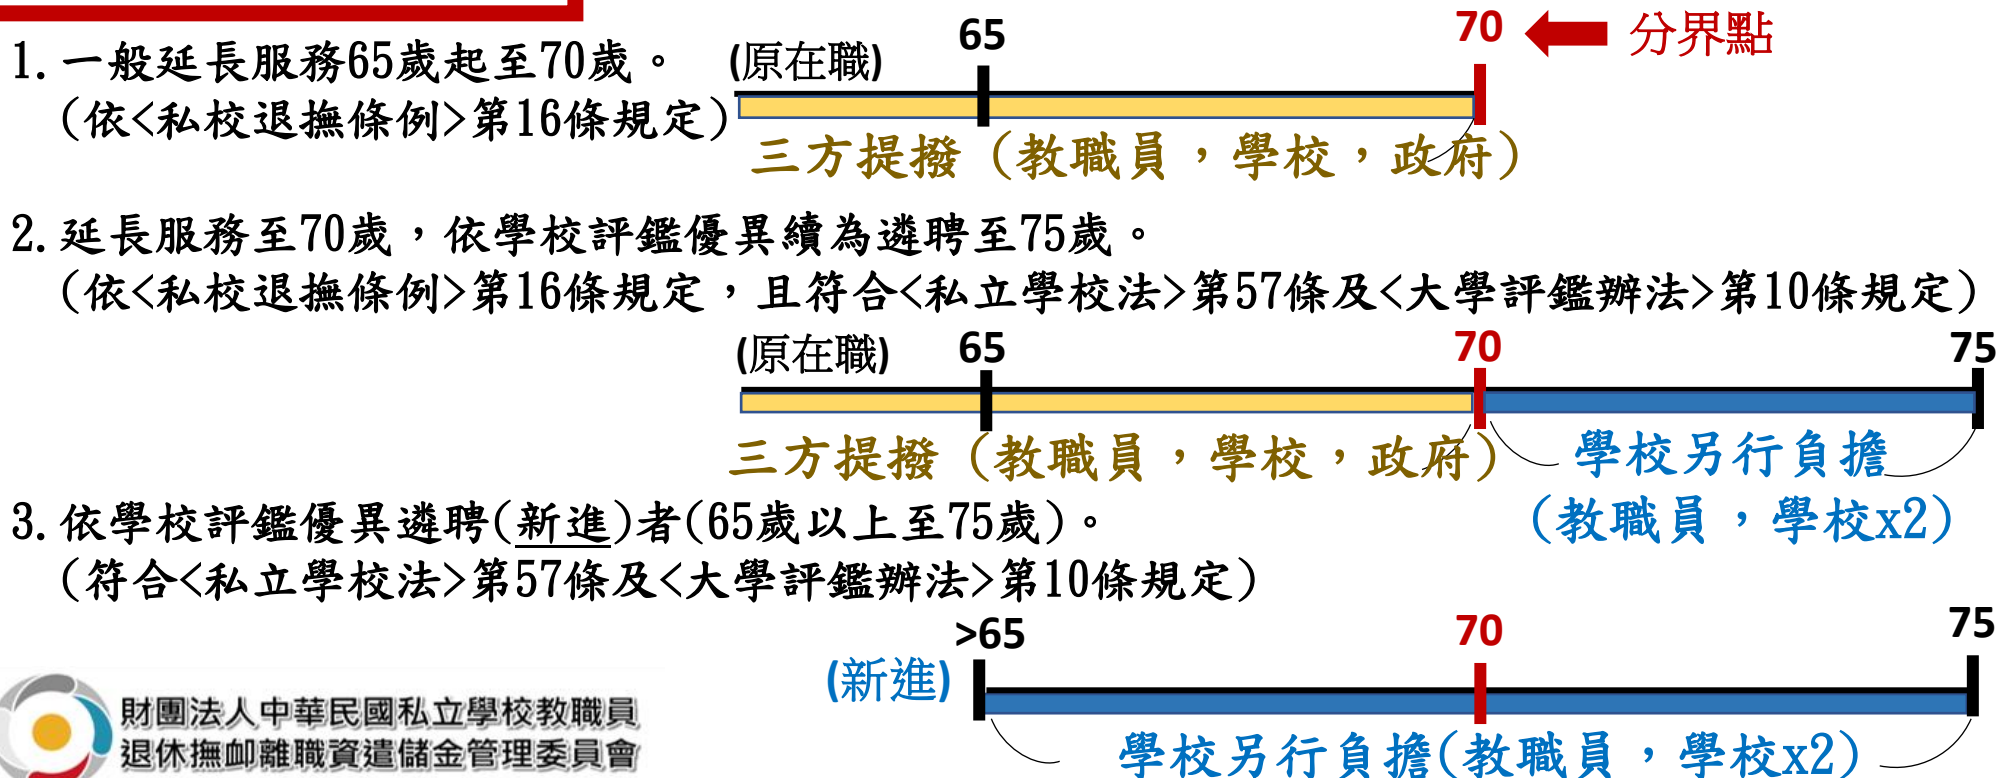 1.一般延長服務65歲起至70歲。
(依<私校退撫條例>第16條規定)
(原在職)
65
70
分界點
三方提撥(教職員，學校，政府)
2.延長服務至70歲，依學校評鑑優異續為遴聘至75歲。
(依<私校退撫條例>第16條規定，且符合<私立學校法>第57條及<大學評鑑辦法>第10條規定)
(原在職)
65
70
75
三方提撥(教職員，學校，政府)
學校另行負擔
(教職員，學校x2)
3.依學校評鑑優異遴聘(新進)者(65歲以上至75歲)。
(符合<私立學校法>第57條及<大學評鑑辦法>第10條規定)
>65
70
75
(新進)
學校另行負擔(教職員，學校x2)
財團法人中華民國私立學校教職員
退休撫卹離職資遣儲金管理委員會